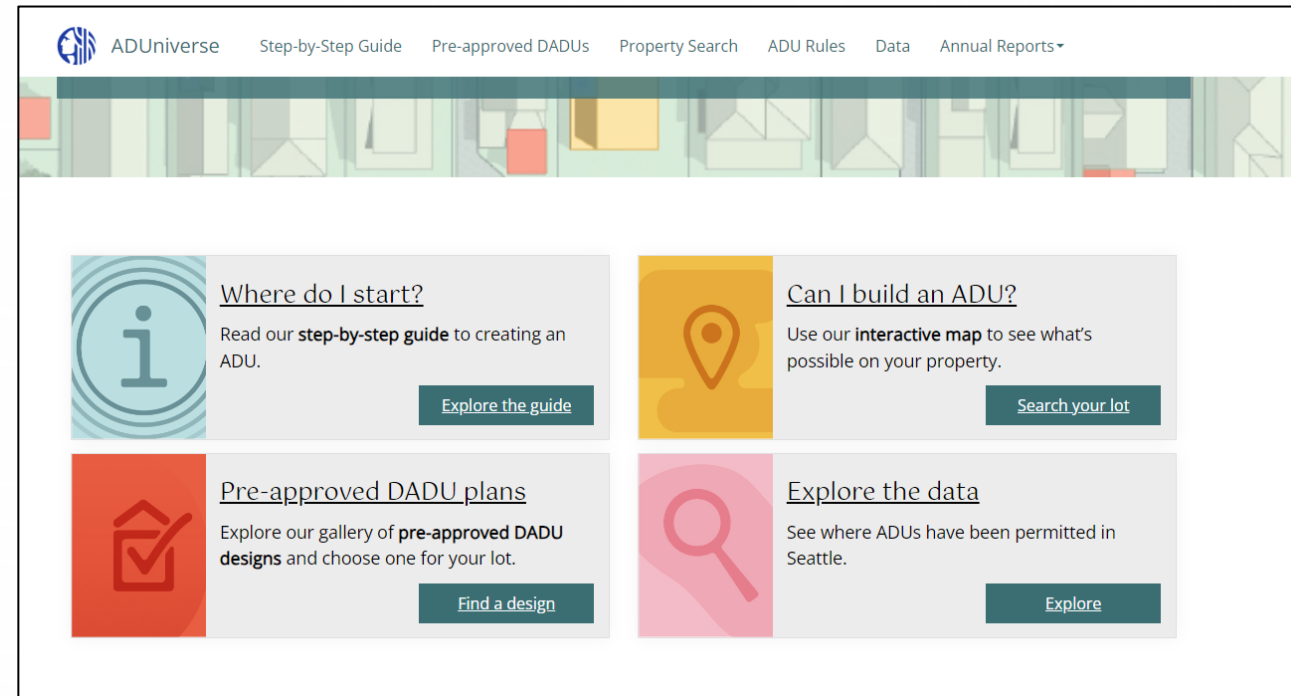 ADUniverse Step-by-Step Guide Pre-approved DADUs Property Search ADU Rules Data Annual Reports
Where do I start?
Read our step-by-step guide to creating an
ADU.
Explore the guide
Can I build an ADU?
Use our interactive map to see what's
possible on your property.
Search your lot
Pre-approved DADU plans
Explore our gallery of pre-approved DADU
designs and choose one for your lot.
Find a design
Explore the data
See where ADUs have been permitted in
Seattle.
Explore